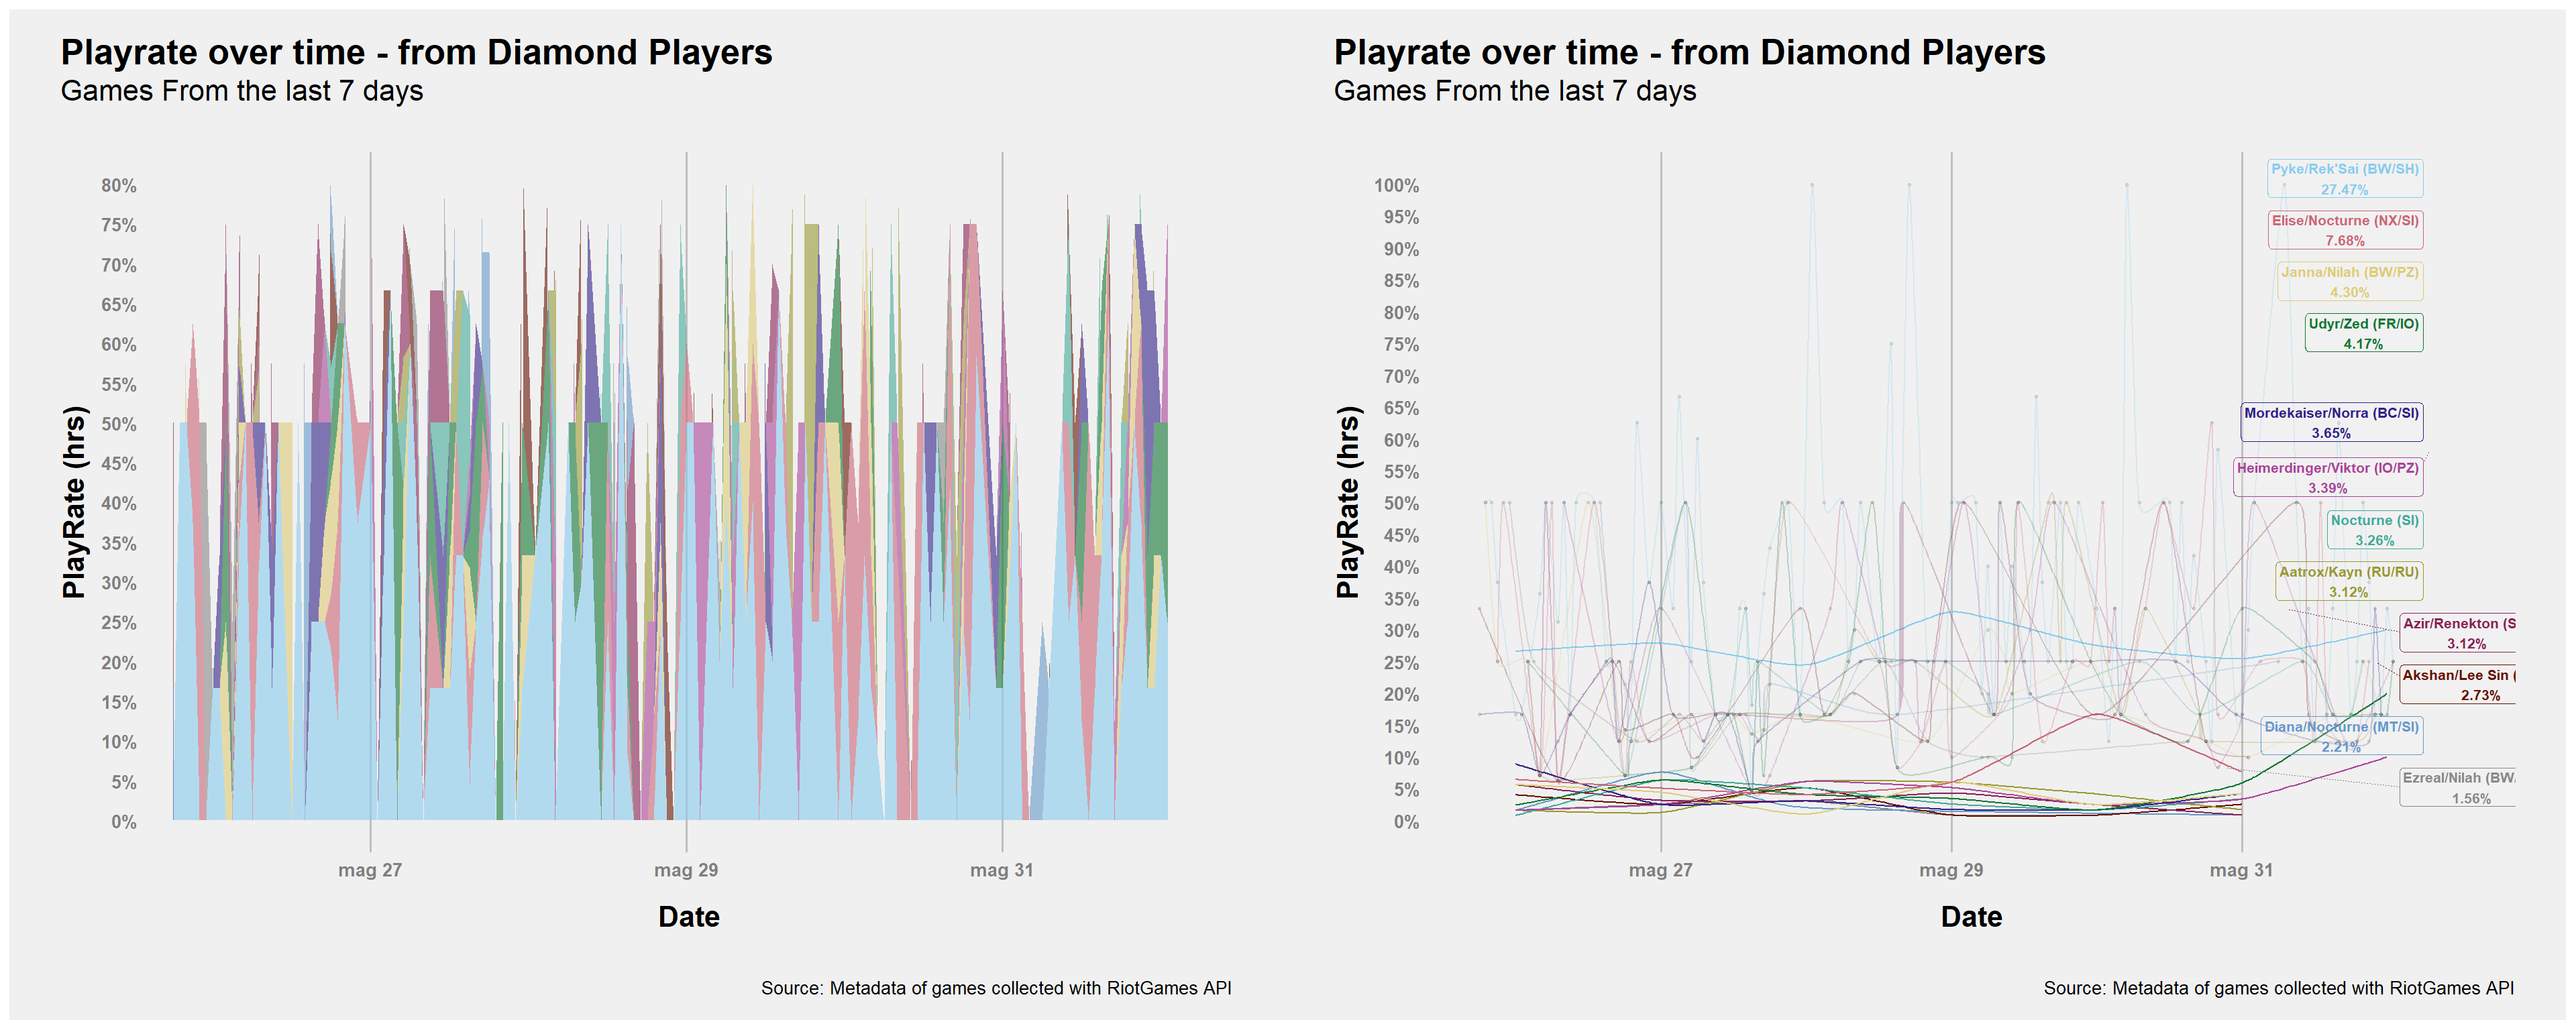 Playrate over time - from Diamond Players
Games From the last 7 days
PlayRate (hrs)
80%
75%
70%
65%
60%
55%
50%
45%
40%
35%
30%
25%
20%
15%
10%
5%
0%
mag 27
mag 29
mag 31
Date
Source: Metadata of games collected with RiotGames API
Playrate over time - from Diamond Players
Games From the last 7 days
PlayRate (hrs)
100%
95%
90%
85%
80%
75%
70%
65%
60%
55%
50%
45%
40%
35%
30%
25%
20%
15%
10%
5%
0%
Pyke/Rek'Sai (BW/SH)
27.47%
Elise/Nocturne (NX/SI)
7.68%
Janna/Nilah (BW/PZ)
4.30%
Udyr/Zed (FR/IO)
4.17%
Mordekaiser/Norra (BC/SI)
3.65%
Heimerdinger/Viktor (IO/PZ)
3.39%
Nocturne (SI)
3.26%
Aatrox/Kayn (RU/RU)
3.12%
Azir/Renekton (S
3.12%
Akshan/Lee Sin (
2.73%
Diana/Nocturne (MT/SI)
2.21%
Ezreal/Nilah (BW/
1.56%
mag 27
mag 29
mag 31
Date
Source: Metadata of games collected with RiotGames API